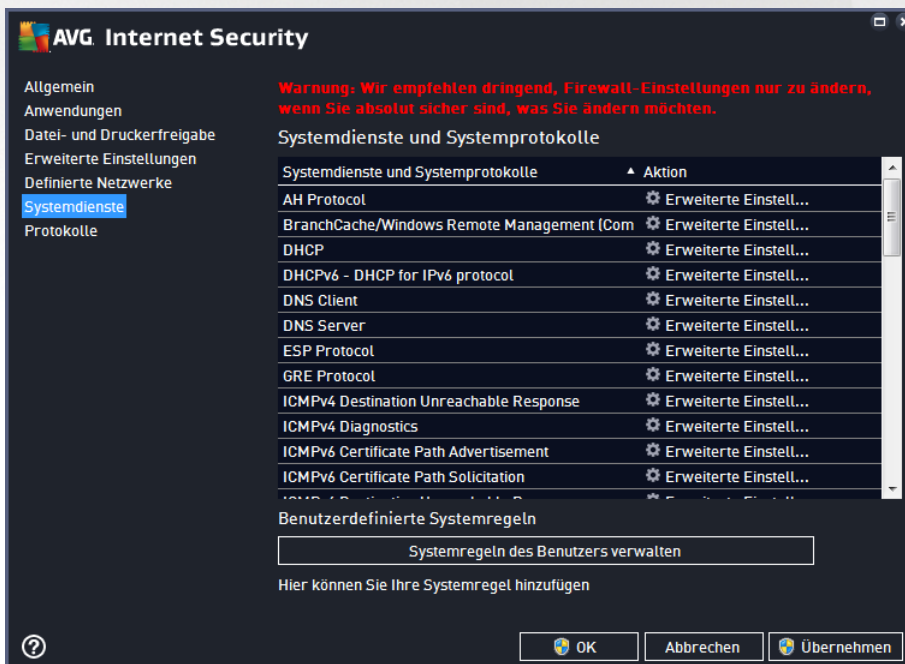 AVG Internet Security
Allgemein
Anwendungen
Datei- und Druckerfreigabe
Erweiterte Einstellungen
Definierte Netzwerke
Systemdienste
Protokolle
Warnung: Wir empfehlen dringend, Firewall-Einstellungen nur zu ändern,
wenn Sie absolut sicher sind, was Sie ändern möchten.
Systemdienste und Systemprotokolle
Systemdienste und Systemprotokolle Aktion
AH Protocol Erweiterte Einstell...
BranchCache/Windows Remote Management (Com Erweiterte Einstell...
DHCP Erweiterte Einstell...
DHCPv6 - DHCP for IPv6 protocol Erweiterte Einstell...
DNS Client Erweiterte Einstell...
DNS Server Erweiterte Einstell...
ESP Protocol Erweiterte Einstell...
GRE Protocol Erweiterte Einstell...
ICMPv4 Destination Unreachable Response Erweiterte Einstell...
ICMPv4 Diagnostics Erweiterte Einstell...
ICMPv6 Certificate Path Advertisement Erweiterte Einstell...
ICMPv6 Certificate Path Solicitation Erweiterte Einstell...
Benutzerdefinierte Systemregeln
Systemregeln des Benutzers verwalten
Hier können Sie Ihre Systemregel hinzufügen
OK Abbrechen Übernehmen